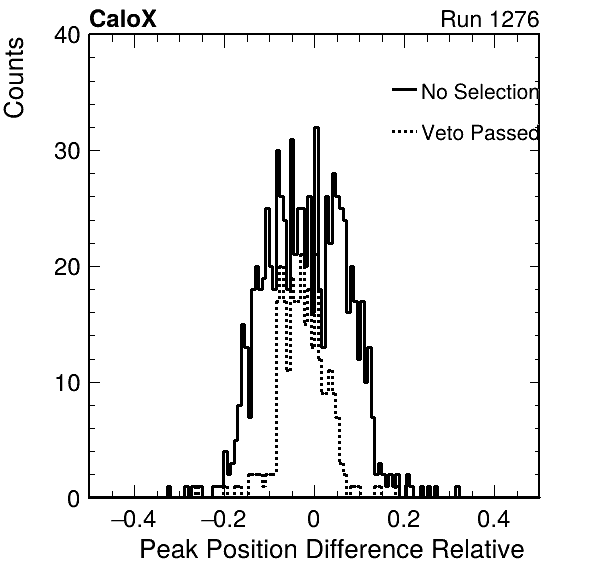 CaloX Run 1276
Counts
40
30
20
10
0
No Selection
Veto Passed
−0.4 −0.2 0 0.2 0.4
Peak Position Difference Relative